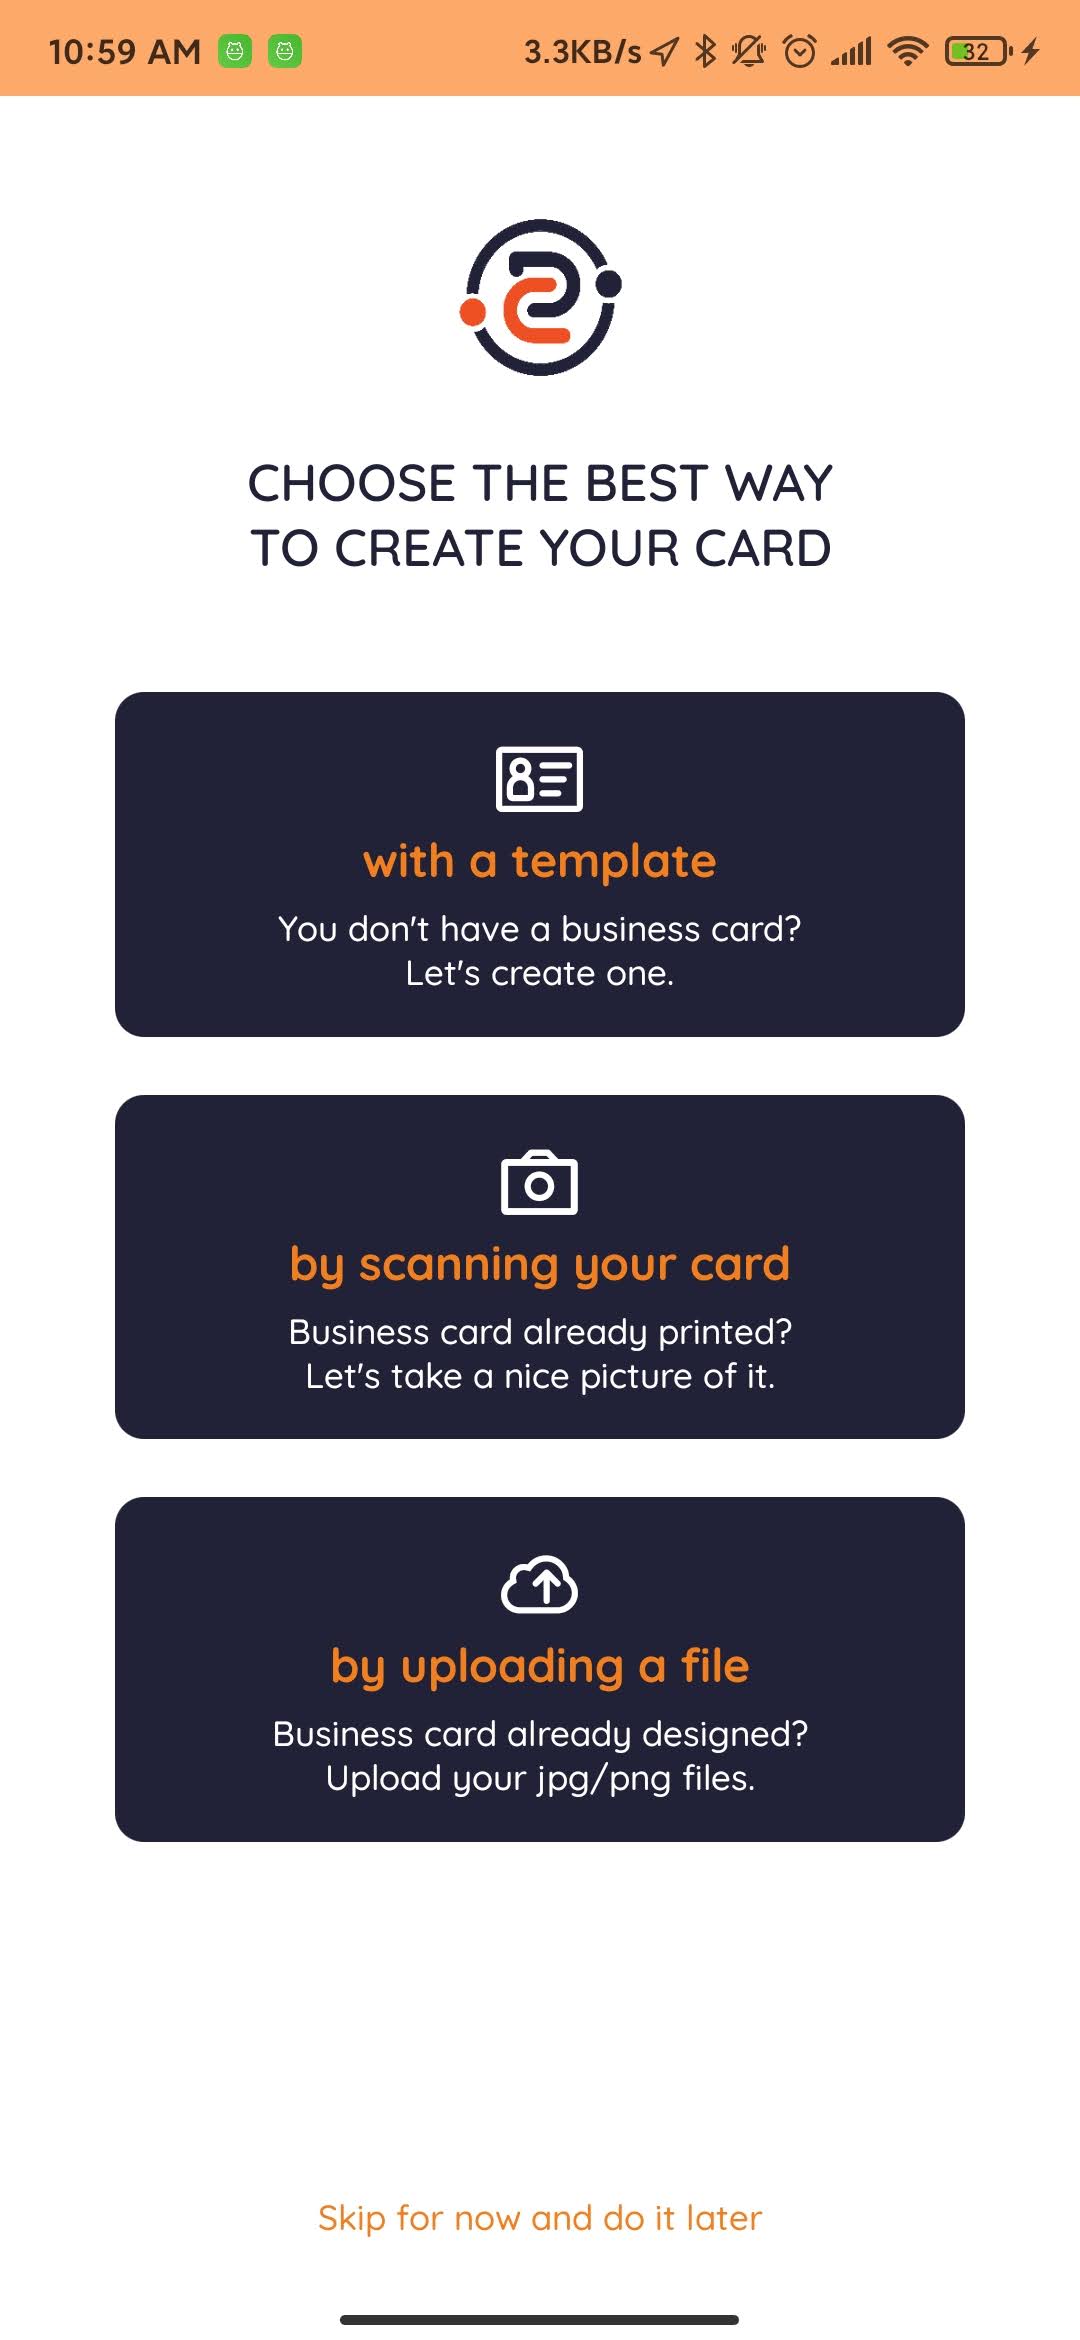 10:59 AM
3.3KB/s
32
CHOOSE THE BEST WAY
TO CREATE YOUR CARD
with a template
You don't have a business card?
Let's create one.
by scanning your card
Business card already printed?
Let's take a nice picture of it.
by uploading a file
Business card already designed?
Upload your jpg/png files.
Skip for now and do it later